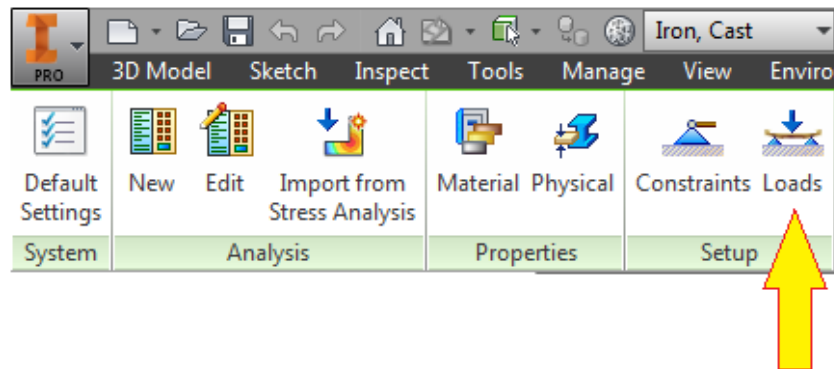 Iron, Cast
PRO 3D Model Sketch Inspect Tools Manage View Enviro
Default Settings
New
Edit
Import from
Stress Analysis
Material
Physical
Constraints
Loads
System
Analysis
Properties
Setup